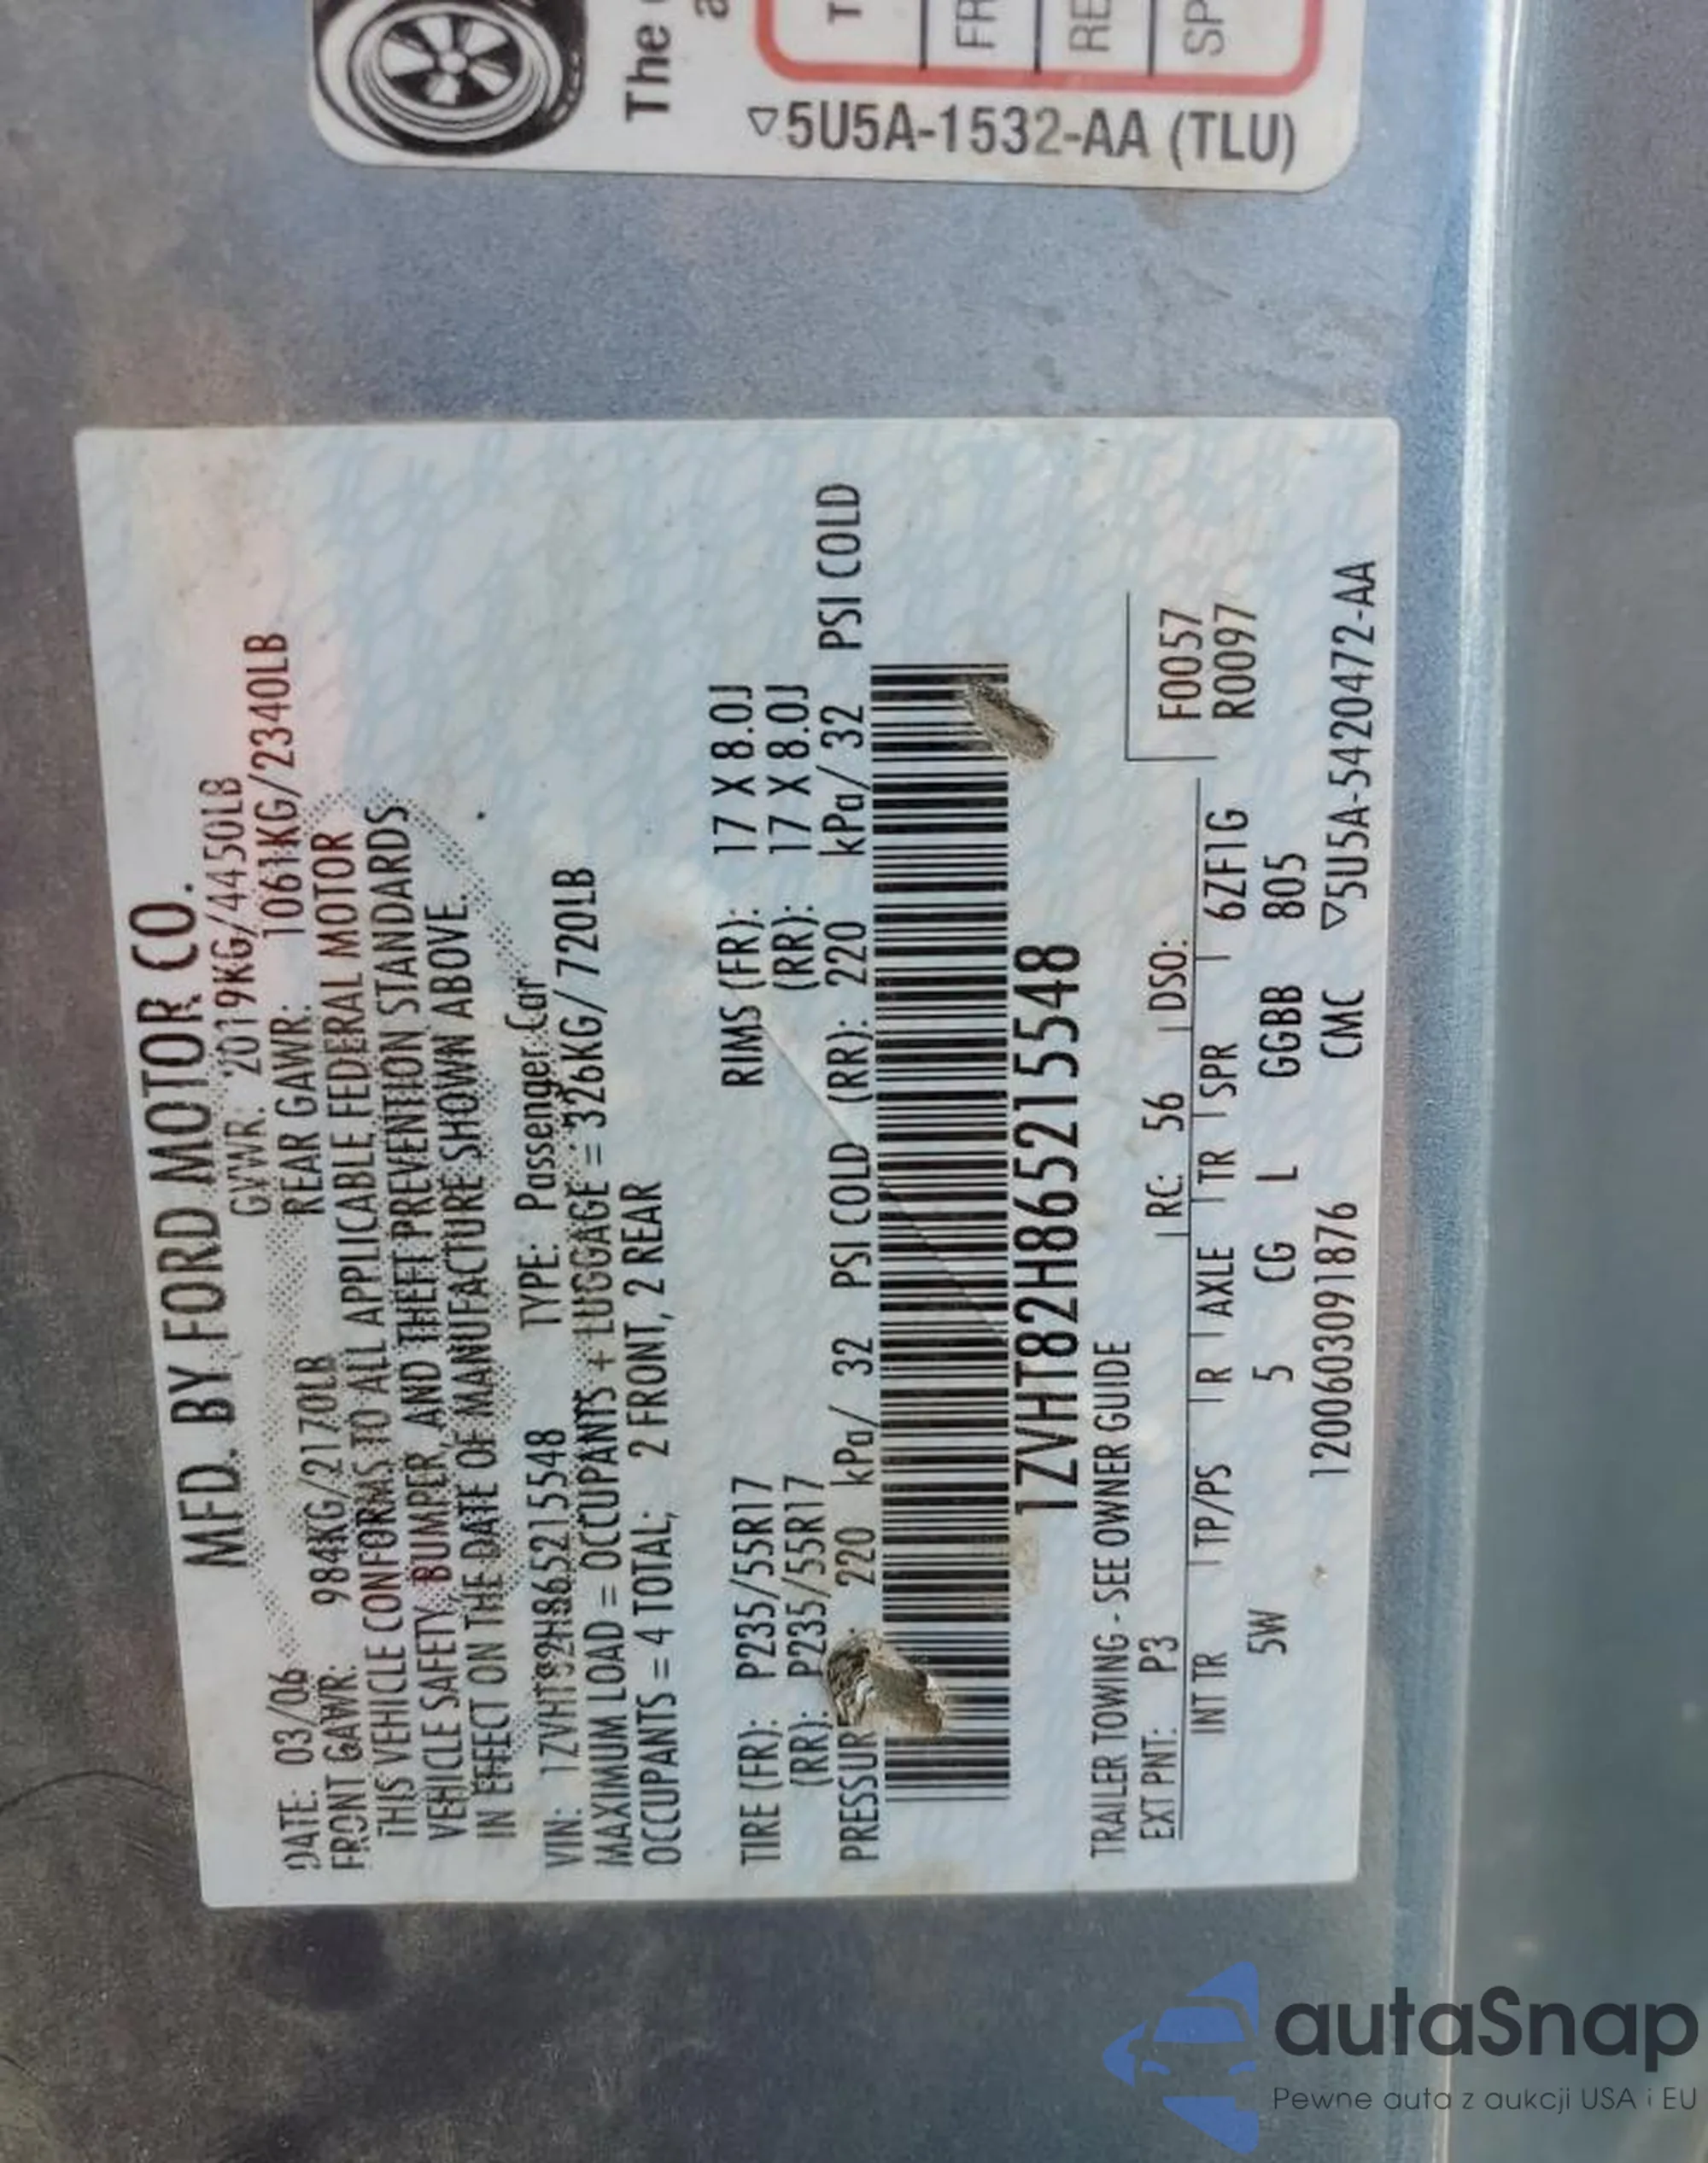 MFD. BY FORD MOTOR CO.
DATE: 03/06 GVWR: 2019KG/4450LB
FRONT GAWR: 984KG/2170LB REAR GAWR: 1061KG/2340LB
THIS VEHICLE CONFORMS TO ALL APPLICABLE FEDERAL MOTOR
VEHICLE SAFETY, BUMPER, AND THEFT PREVENTION STANDARDS
IN EFFECT ON THE DATE OF MANUFACTURE SHOWN ABOVE.
VIN: 1ZVHT82H865215548 TYPE: Passenger Car
MAXIMUM LOAD = OCCUPANTS + LUGGAGE = 326KG/720LB
OCCUPANTS = 4 TOTAL; 2 FRONT, 2 REAR
TIRE (FR): P235/55R17 RIMS (FR): 17 X 8.0J
(RR): P235/55R17 (RR): 17 X 8.0J
PRESSUR 220 kPa/ 32 PSI COLD (RR): 220 kPa/ 32 PSI COLD
1ZVHT82H865215548
TRAILER TOWING - SEE OWNER GUIDE
EXT PNT: P3 RC: 56 DSO: F0057
R0097
INT TR TP/PS R AXLE TR SPR 6ZF1G
5W 5 CG L GGBB 805
1200603091876 CMC ▽5U5A-5420472-AA
The
a
T
FR
RE
SP
▽5U5A-1532-AA (TLU)
autaSnap
Pewne auta z aukcji USA i EU